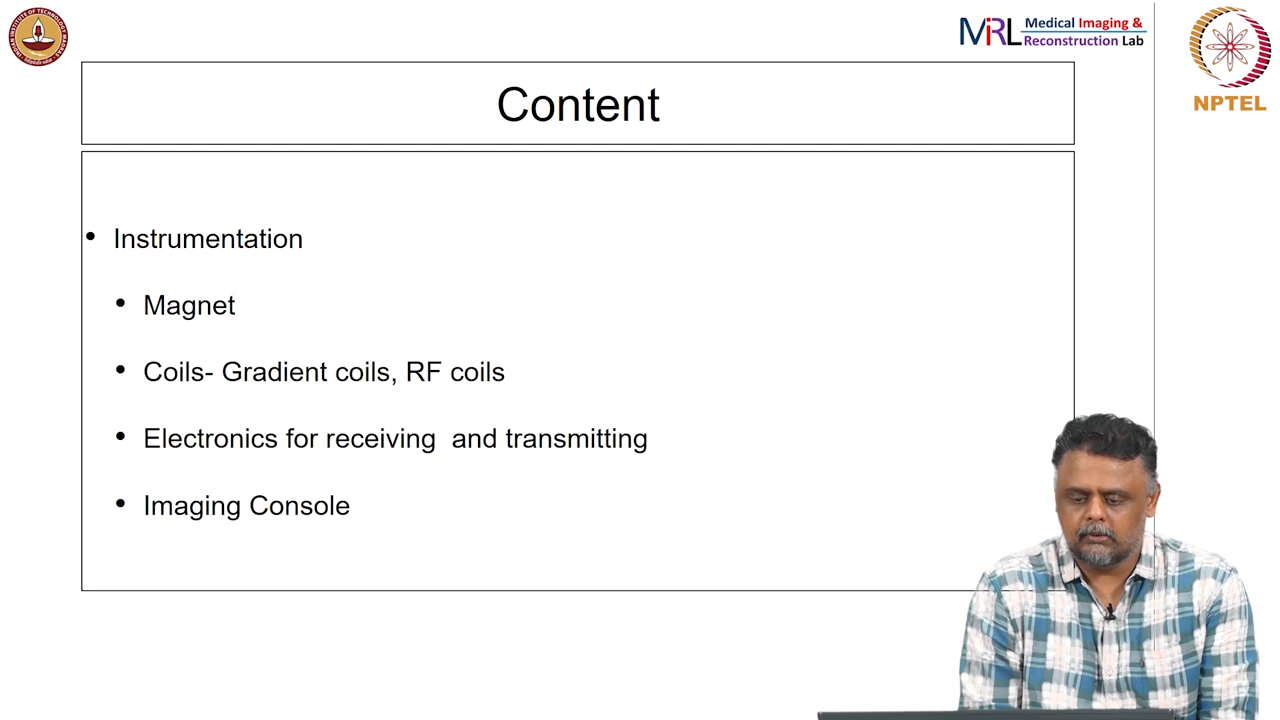 MIRL Medical Imaging &
Reconstruction Lab
NPTEL
Content
• Instrumentation
• Magnet
• Coils- Gradient coils, RF coils
• Electronics for receiving and transmitting
• Imaging Console